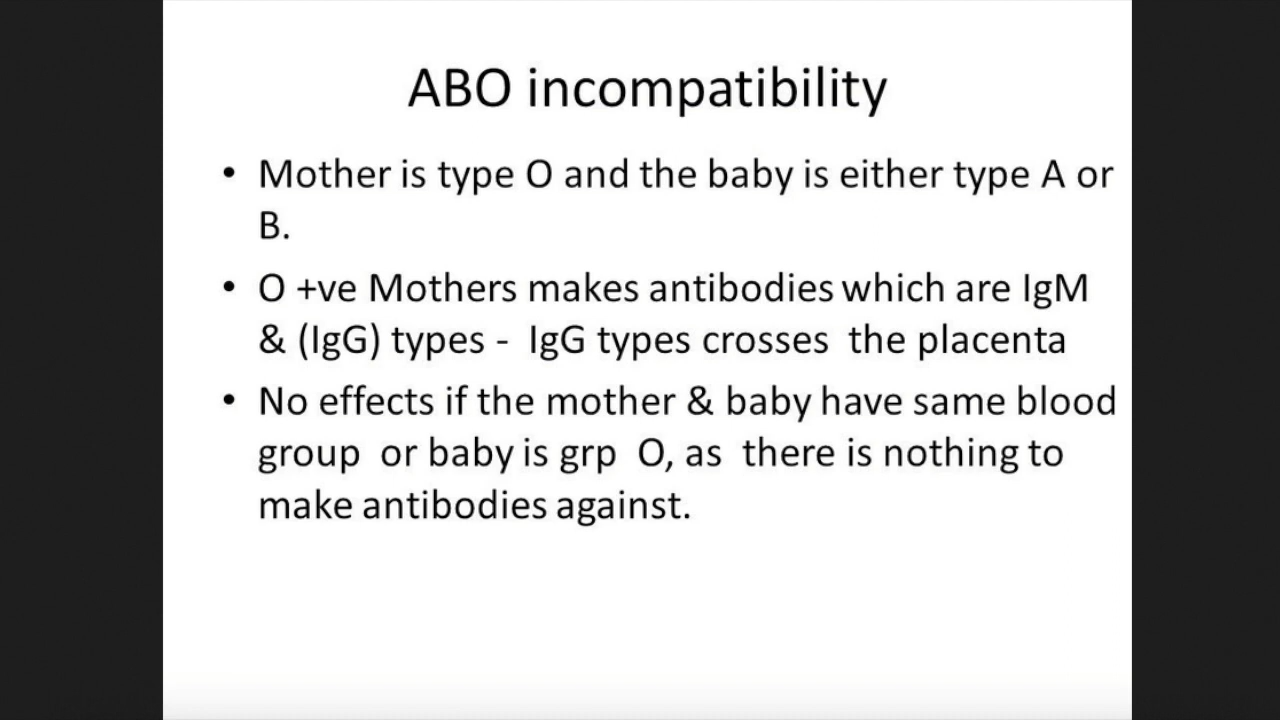 ABO incompatibility
• Mother is type O and the baby is either type A or
B.
• O +ve Mothers makes antibodies which are IgM
& (IgG) types - IgG types crosses the placenta
• No effects if the mother & baby have same blood
group or baby is grp O, as there is nothing to
make antibodies against.